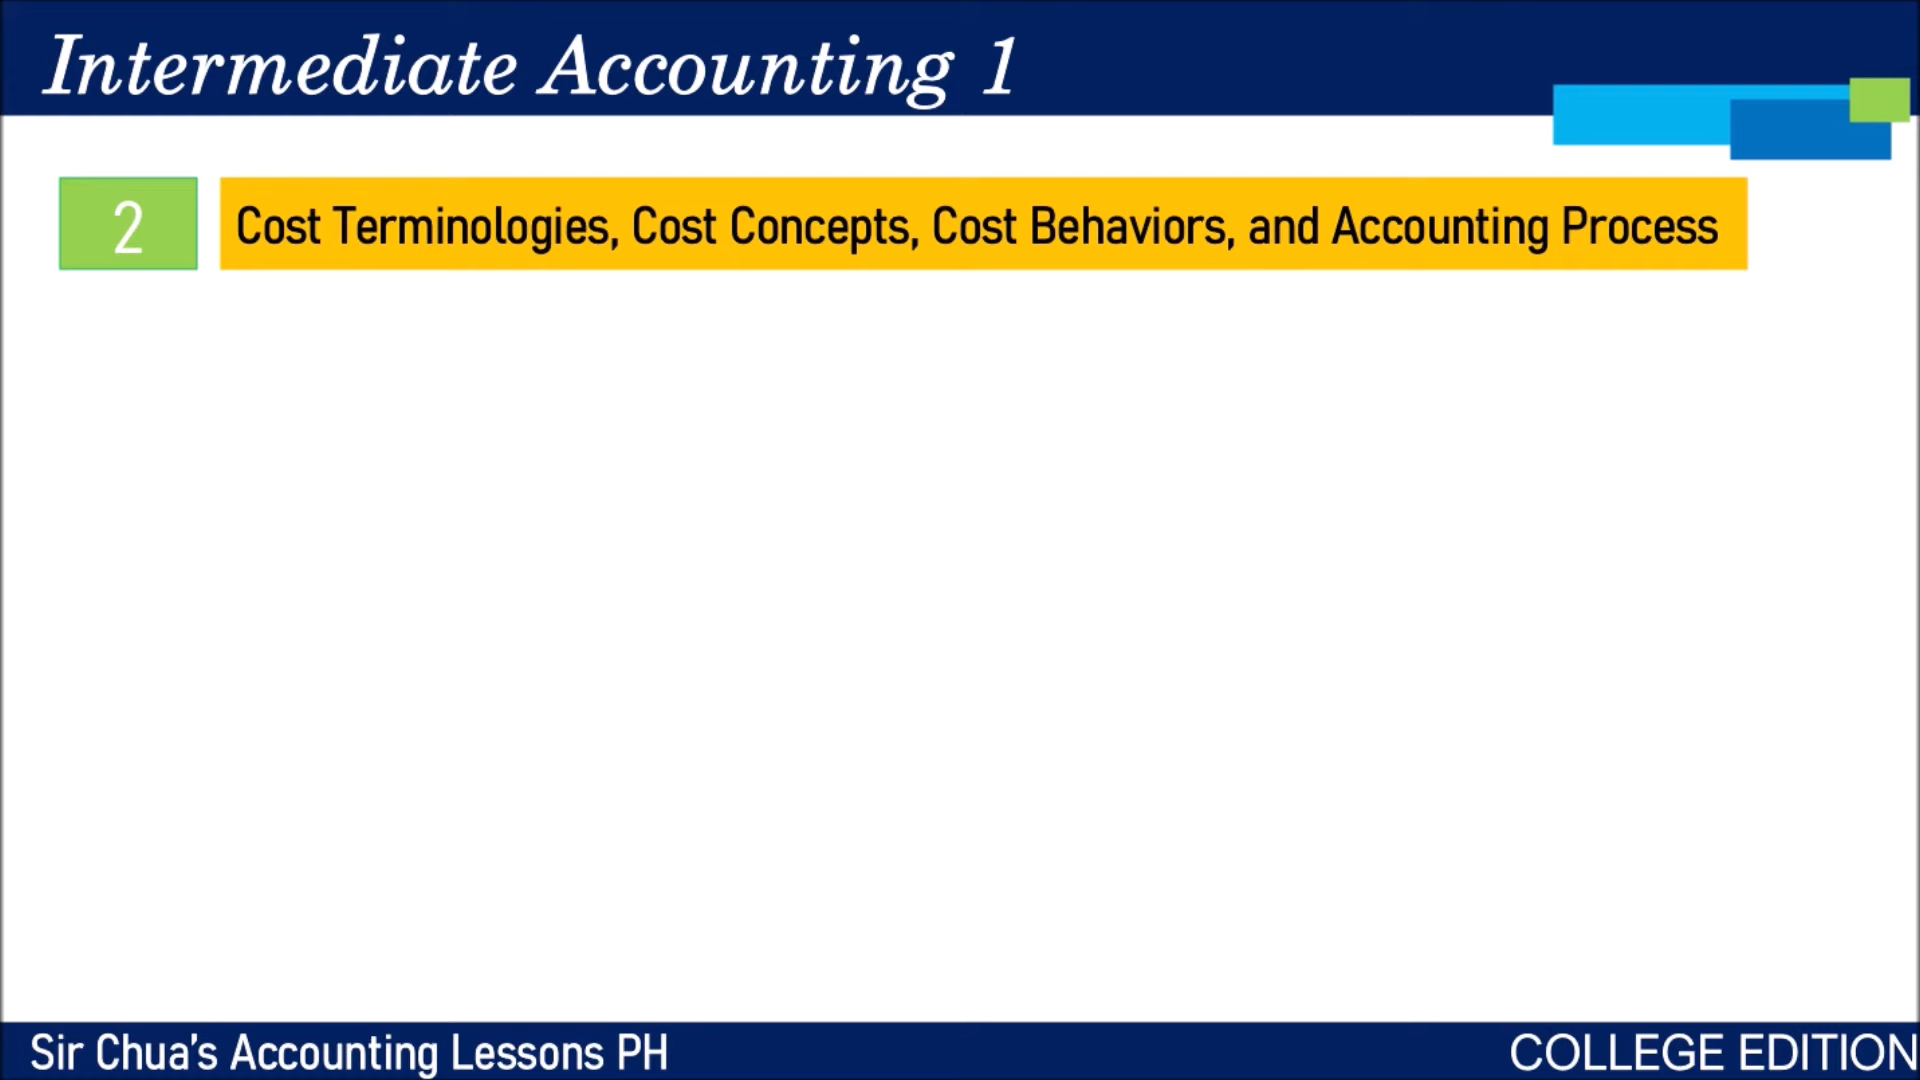 Intermediate Accounting 1
2
Cost Terminologies, Cost Concepts, Cost Behaviors, and Accounting Process
Sir Chua's Accounting Lessons PH
COLLEGE EDITION